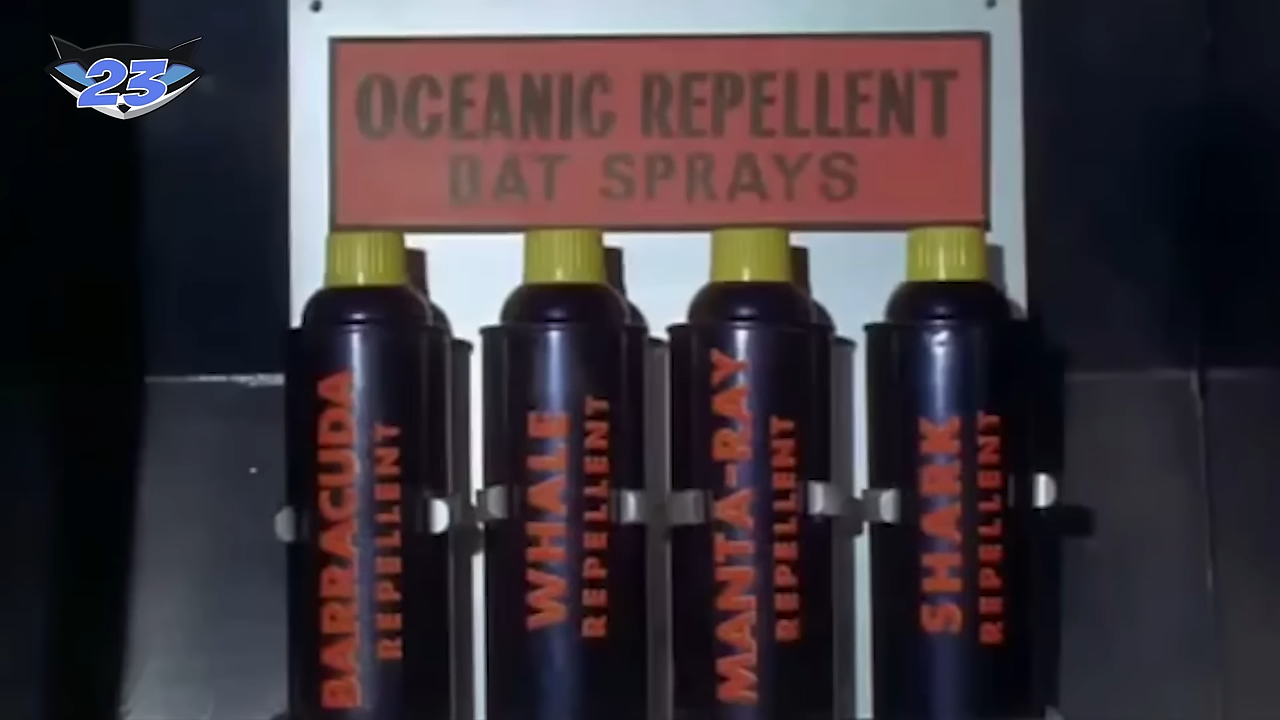 23
OCEANIC REPELLENT
BAT SPRAYS
BARRACUDA
REPELLENT
WHALE
REPELLENT
MANTA-RAY
REPELLENT
SHARK
REPELLENT